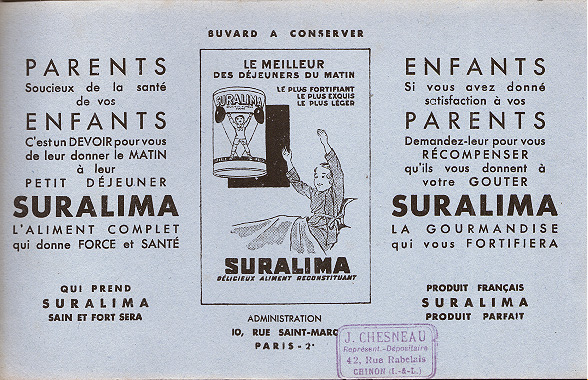 BUVARD A CONSERVER
PARENTS
Soucieux de la santé
de vos
ENFANTS
C'est un DEVOIR pour vous
de leur donner le MATIN
à leur
PETIT DÉJEUNER
SURALIMA
L'ALIMENT COMPLET
qui donne FORCE et SANTÉ
QUI PREND
SURALIMA
SAIN ET FORT SERA
LE MEILLEUR
DES DÉJEUNERS DU MATIN
LE PLUS FORTIFIANT
LE PLUS EXQUIS
LE PLUS LÉGER
SURALIMA
SURALIMA
DÉLICIEUX ALIMENT RECONSTITUANT
ADMINISTRATION
10, RUE SAINT-MARC
PARIS - 2e
ENFANTS
Si vous avez donné
satisfaction à vos
PARENTS
Demandez-leur pour vous
RÉCOMPENSER
qu'ils vous donnent à
votre GOUTER
SURALIMA
LA GOURMANDISE
qui vous FORTIFIERA
PRODUIT FRANÇAIS
SURALIMA
PRODUIT PARFAIT
J. CHESNEAU
Représent.-Dépositaire
42, Rue Rabelais
CHINON (I.-&-L.)